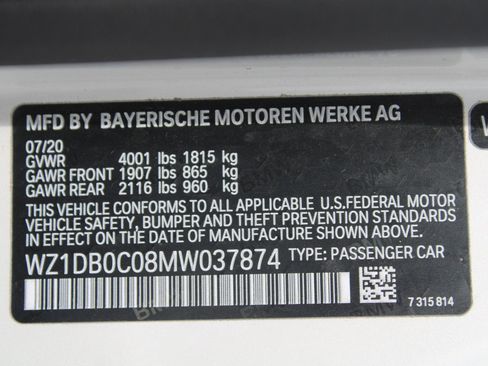 MFD BY BAYERISCHE MOTOREN WERKE AG
07/20
GVWR 4001 lbs 1815 kg
GAWR FRONT 1907 lbs 865 kg
GAWR REAR 2116 lbs 960 kg
THIS VEHICLE CONFORMS TO ALL APPLICABLE U.S.FEDERAL MOTOR
VEHICLE SAFETY, BUMPER AND THEFT PREVENTION STANDARDS
IN EFFECT ON THE DATE OF MANUFACTURE SHOWN ABOVE.
WZ1DB0C08MW037874 TYPE: PASSENGER CAR
7 315 814